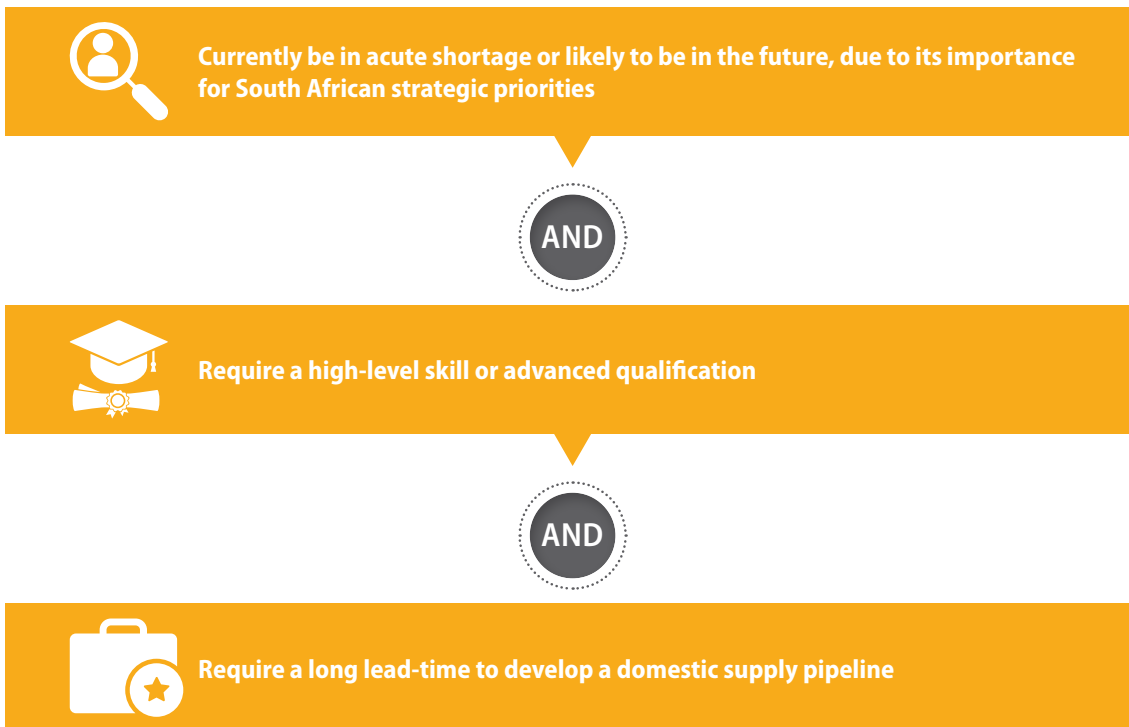 Currently be in acute shortage or likely to be in the future, due to its importance
for South African strategic priorities
AND
Require a high-level skill or advanced qualification
AND
Require a long lead-time to develop a domestic supply pipeline